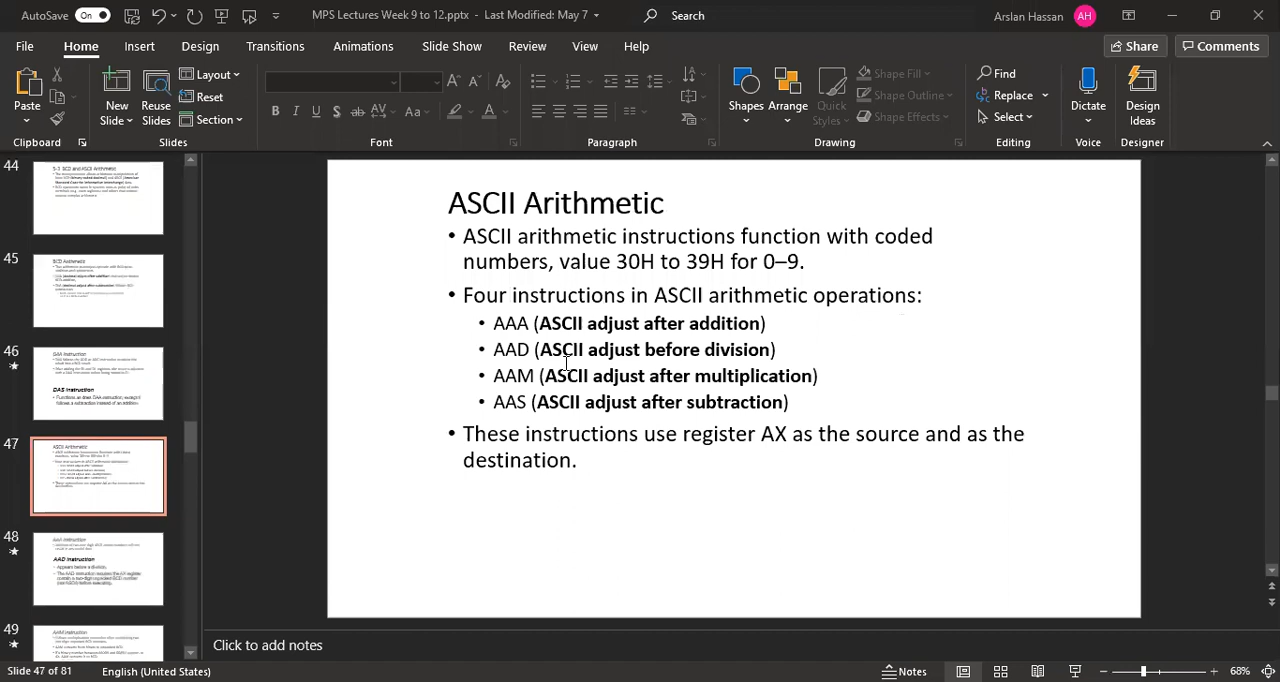 AutoSave On MPS Lectures Week 9 to 12.pptx - Last Modified: May 7 Search Arslan Hassan AH
File Home Insert Design Transitions Animations Slide Show Review View Help Share Comments
Paste New Slide Reuse Slides Layout Reset Section
B I U S ab AV Aa A
Shapes Arrange Quick Styles Shape Fill Shape Outline Shape Effects
Find Replace Select Dictate Design Ideas
Clipboard Slides Font Paragraph Drawing Editing Voice Designer
44
45
46
47
48
49
ASCII Arithmetic
• ASCII arithmetic instructions function with coded
numbers, value 30H to 39H for 0–9.
• Four instructions in ASCII arithmetic operations:
• AAA (ASCII adjust after addition)
• AAD (ASCII adjust before division)
• AAM (ASCII adjust after multiplication)
• AAS (ASCII adjust after subtraction)
• These instructions use register AX as the source and as the
destination.
Click to add notes
Slide 47 of 81 English (United States) Notes 68%